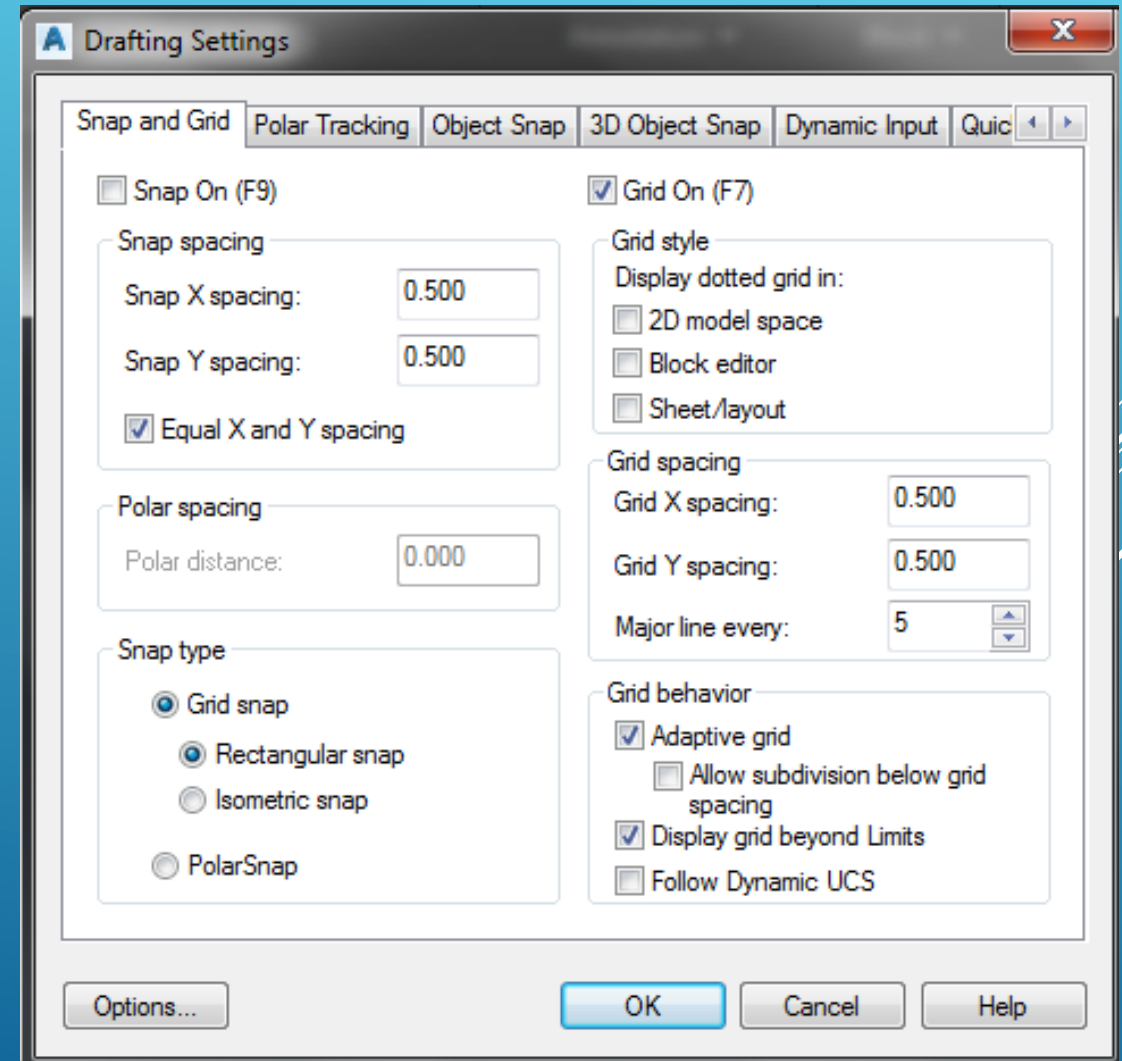 Drafting Settings
Snap and Grid
Polar Tracking
Object Snap
3D Object Snap
Dynamic Input
Quic
Snap On (F9)
Snap spacing
Snap X spacing: 0.500
Snap Y spacing: 0.500
Equal X and Y spacing
Polar spacing
Polar distance: 0.000
Snap type
Grid snap
Rectangular snap
Isometric snap
PolarSnap
Grid On (F7)
Grid style
Display dotted grid in:
2D model space
Block editor
Sheet/layout
Grid spacing
Grid X spacing: 0.500
Grid Y spacing: 0.500
Major line every: 5
Grid behavior
Adaptive grid
Allow subdivision below grid
spacing
Display grid beyond Limits
Follow Dynamic UCS
Options...
OK
Cancel
Help